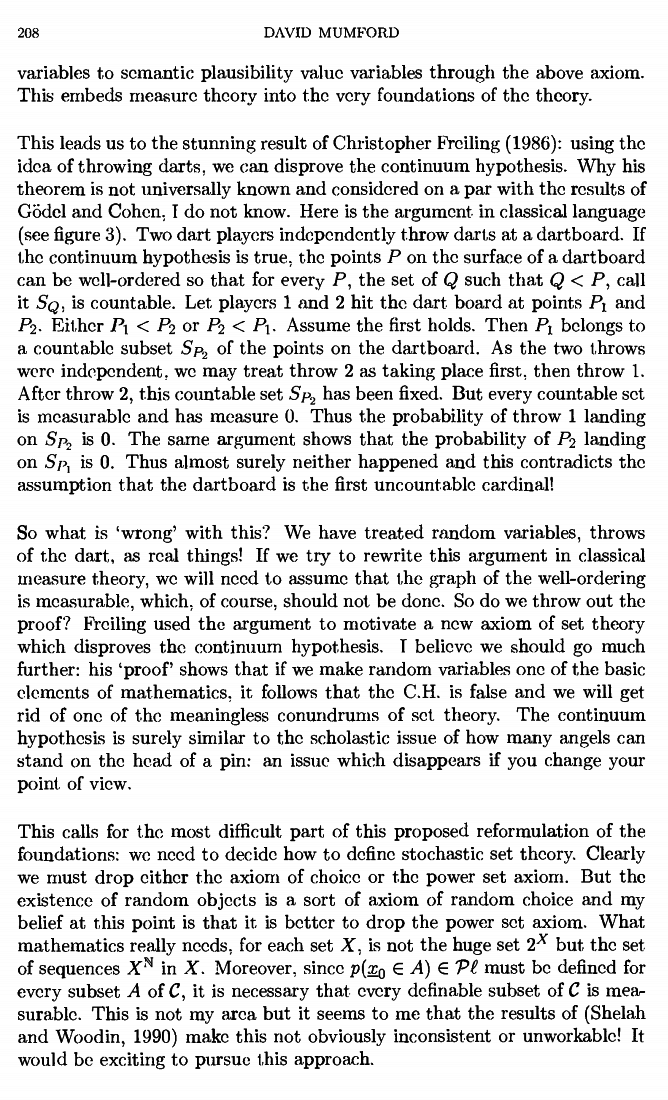 208 DAVID MUMFORD
variables to semantic plausibility value variables through the above axiom.
This embeds measure theory into the very foundations of the theory.
This leads us to the stunning result of Christopher Freiling (1986): using the
idea of throwing darts, we can disprove the continuum hypothesis. Why his
theorem is not universally known and considered on a par with the results of
Gödel and Cohen, I do not know. Here is the argument in classical language
(see figure 3). Two dart players independently throw darts at a dartboard. If
the continuum hypothesis is true, the points P on the surface of a dartboard
can be well-ordered so that for every P, the set of Q such that Q < P, call
it S_Q, is countable. Let players 1 and 2 hit the dart board at points P₁ and
P₂. Either P₁ < P₂ or P₂ < P₁. Assume the first holds. Then P₁ belongs to
a countable subset S_{P₂} of the points on the dartboard. As the two throws
were independent, we may treat throw 2 as taking place first, then throw 1.
After throw 2, this countable set S_{P₂} has been fixed. But every countable set
is measurable and has measure 0. Thus the probability of throw 1 landing
on S_{P₂} is 0. The same argument shows that the probability of P₂ landing
on S_{P₁} is 0. Thus almost surely neither happened and this contradicts the
assumption that the dartboard is the first uncountable cardinal!
So what is ‘wrong’ with this? We have treated random variables, throws
of the dart, as real things! If we try to rewrite this argument in classical
measure theory, we will need to assume that the graph of the well-ordering
is measurable, which, of course, should not be done. So do we throw out the
proof? Freiling used the argument to motivate a new axiom of set theory
which disproves the continuum hypothesis. I believe we should go much
further: his ‘proof’ shows that if we make random variables one of the basic
elements of mathematics, it follows that the C.H. is false and we will get
rid of one of the meaningless conundrums of set theory. The continuum
hypothesis is surely similar to the scholastic issue of how many angels can
stand on the head of a pin: an issue which disappears if you change your
point of view.
This calls for the most difficult part of this proposed reformulation of the
foundations: we need to decide how to define stochastic set theory. Clearly
we must drop either the axiom of choice or the power set axiom. But the
existence of random objects is a sort of axiom of random choice and my
belief at this point is that it is better to drop the power set axiom. What
mathematics really needs, for each set X, is not the huge set 2^X but the set
of sequences X^ℕ in X. Moreover, since p(x̲₀ ∈ A) ∈ 𝒫ℓ must be defined for
every subset A of 𝒞, it is necessary that every definable subset of 𝒞 is mea-
surable. This is not my area but it seems to me that the results of (Shelah
and Woodin, 1990) make this not obviously inconsistent or unworkable! It
would be exciting to pursue this approach.